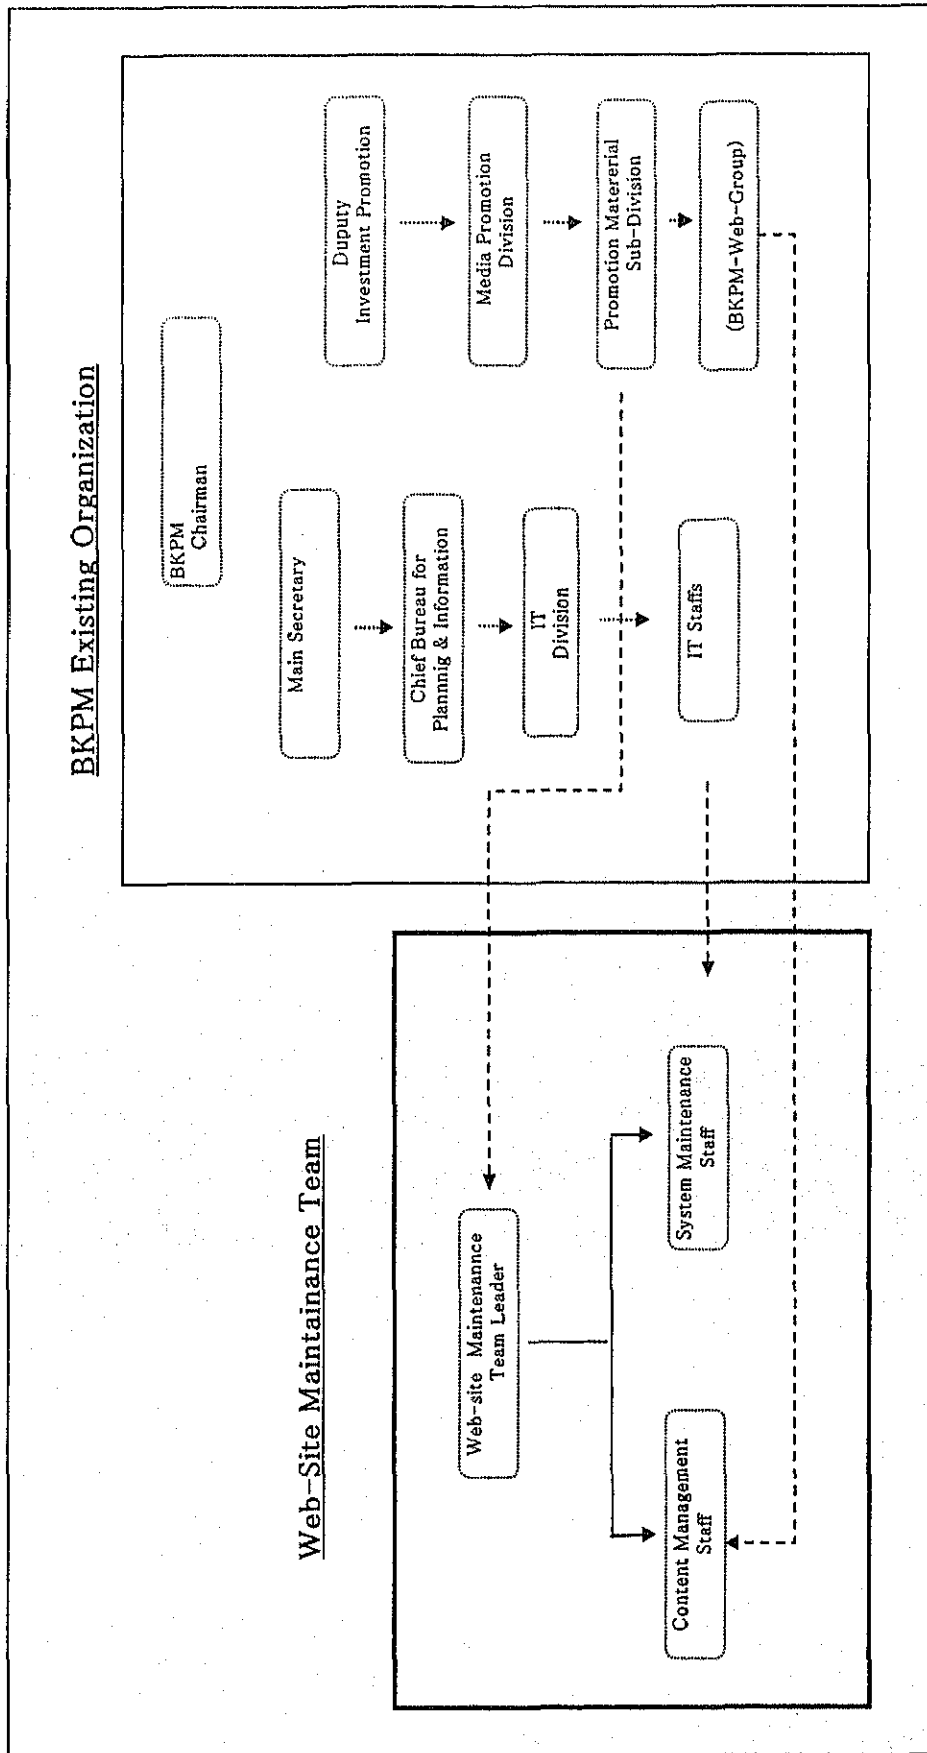 BKPM Existing Organization
BKPM
Chairman
Main Secretary
Chief Bureau for
Plannnig & Information
IT
Division
IT Staffs
Duputy
Investment Promotion
Media Promotion
Division
Promotion Matererial
Sub-Division
(BKPM-Web-Group)
Web-Site Maintainance Team
Web-site Maintenannce
Team Leader
Content Management
Staff
System Maintenance
Staff